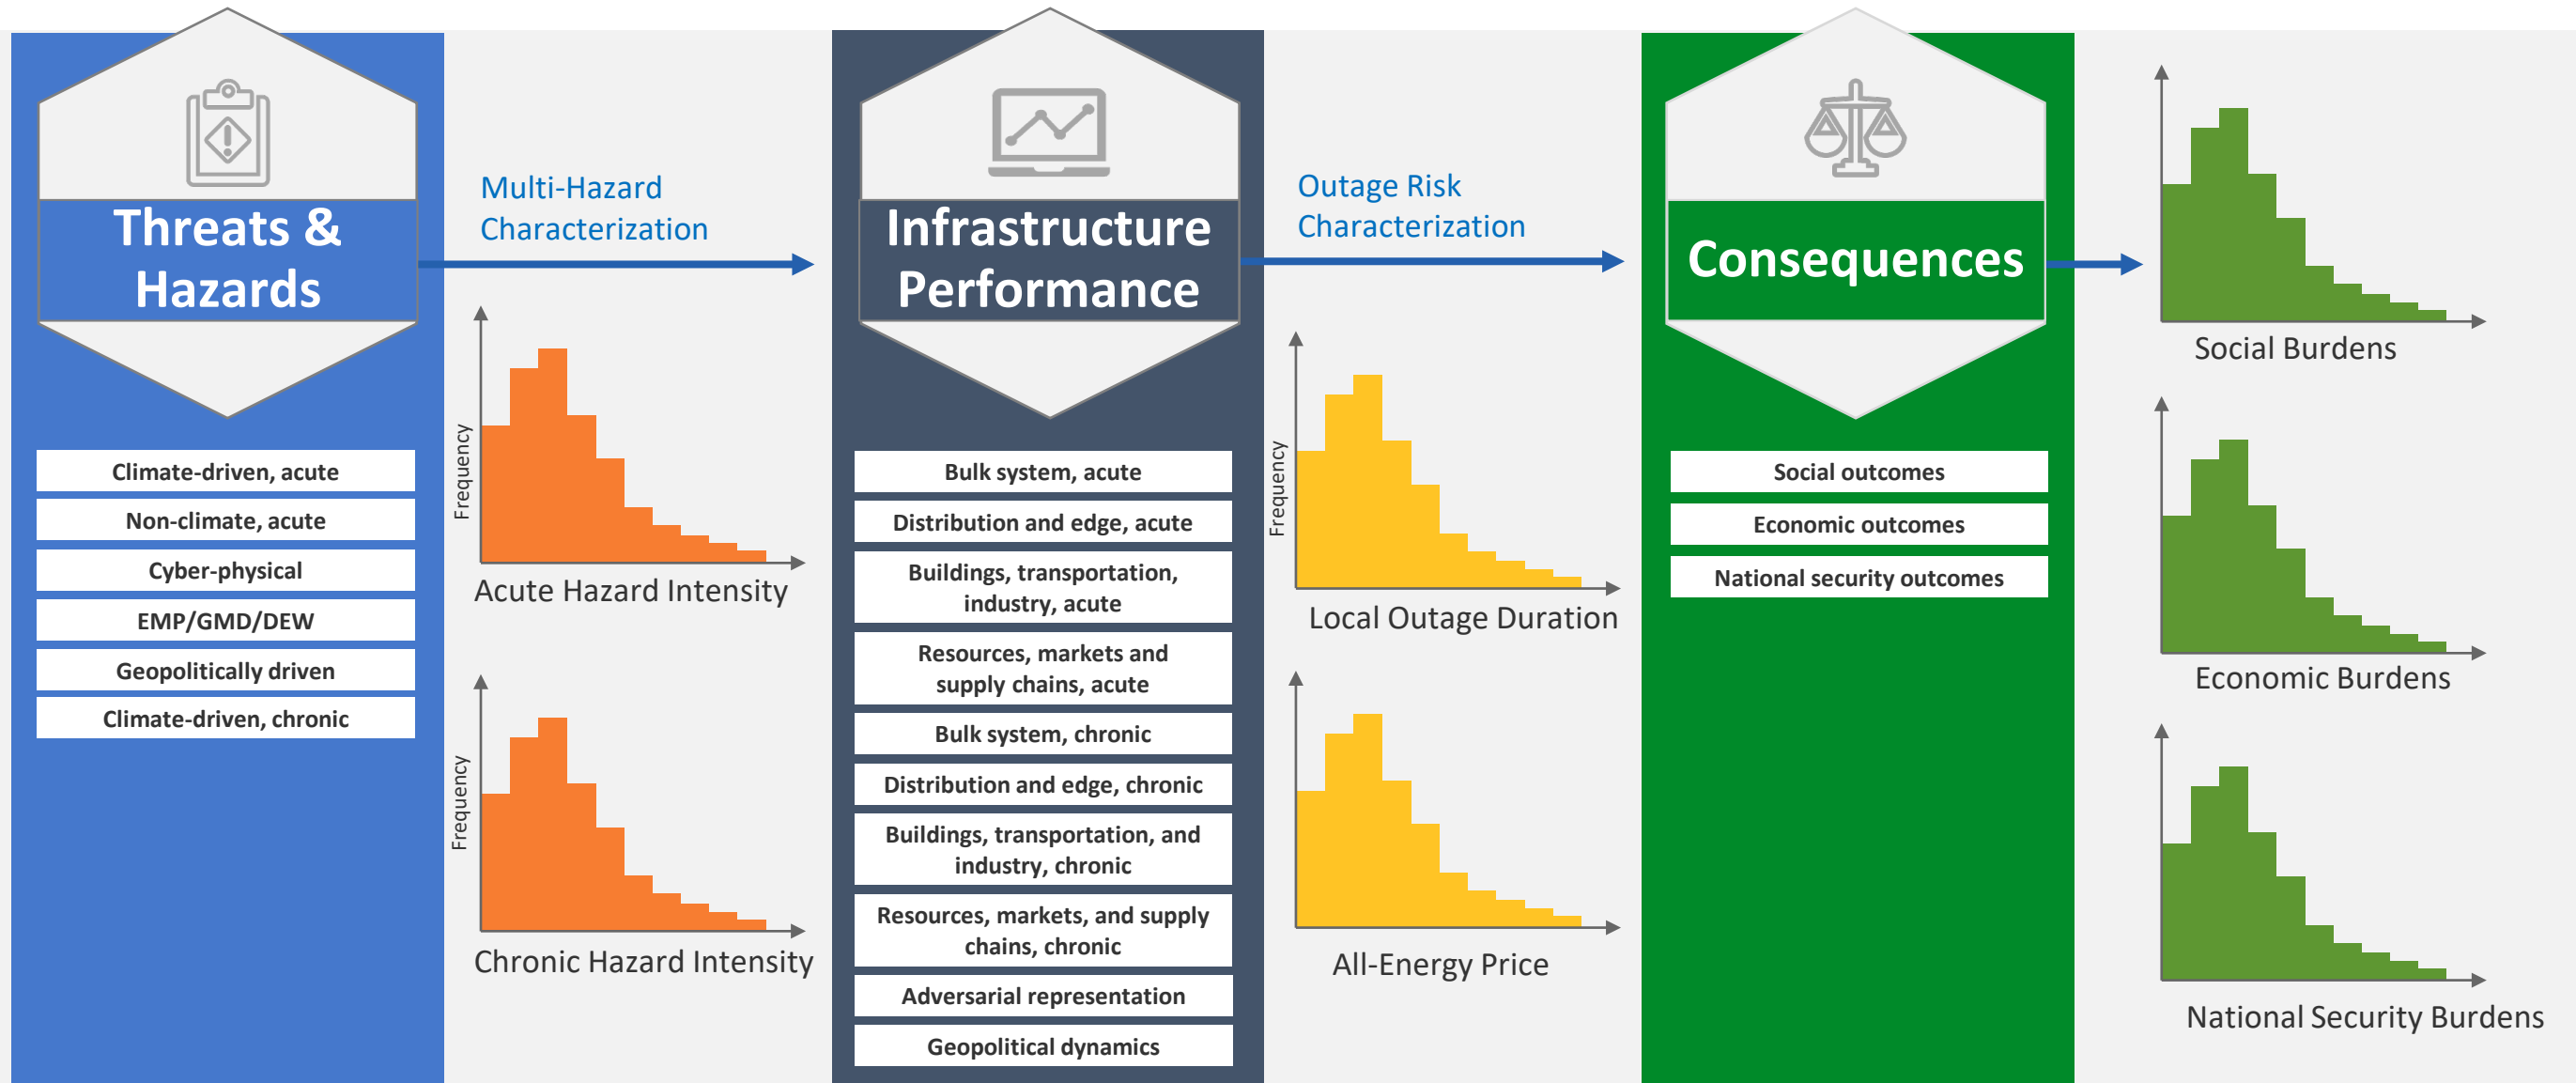 Threats &
Hazards
Climate-driven, acute
Non-climate, acute
Cyber-physical
EMP/GMD/DEW
Geopolitically driven
Climate-driven, chronic
Multi-Hazard
Characterization
Frequency
Acute Hazard Intensity
Frequency
Chronic Hazard Intensity
Infrastructure
Performance
Bulk system, acute
Distribution and edge, acute
Buildings, transportation,
industry, acute
Resources, markets and
supply chains, acute
Bulk system, chronic
Distribution and edge, chronic
Buildings, transportation, and
industry, chronic
Resources, markets, and supply
chains, chronic
Adversarial representation
Geopolitical dynamics
Outage Risk
Characterization
Frequency
Local Outage Duration
All-Energy Price
Consequences
Social outcomes
Economic outcomes
National security outcomes
Social Burdens
Economic Burdens
National Security Burdens